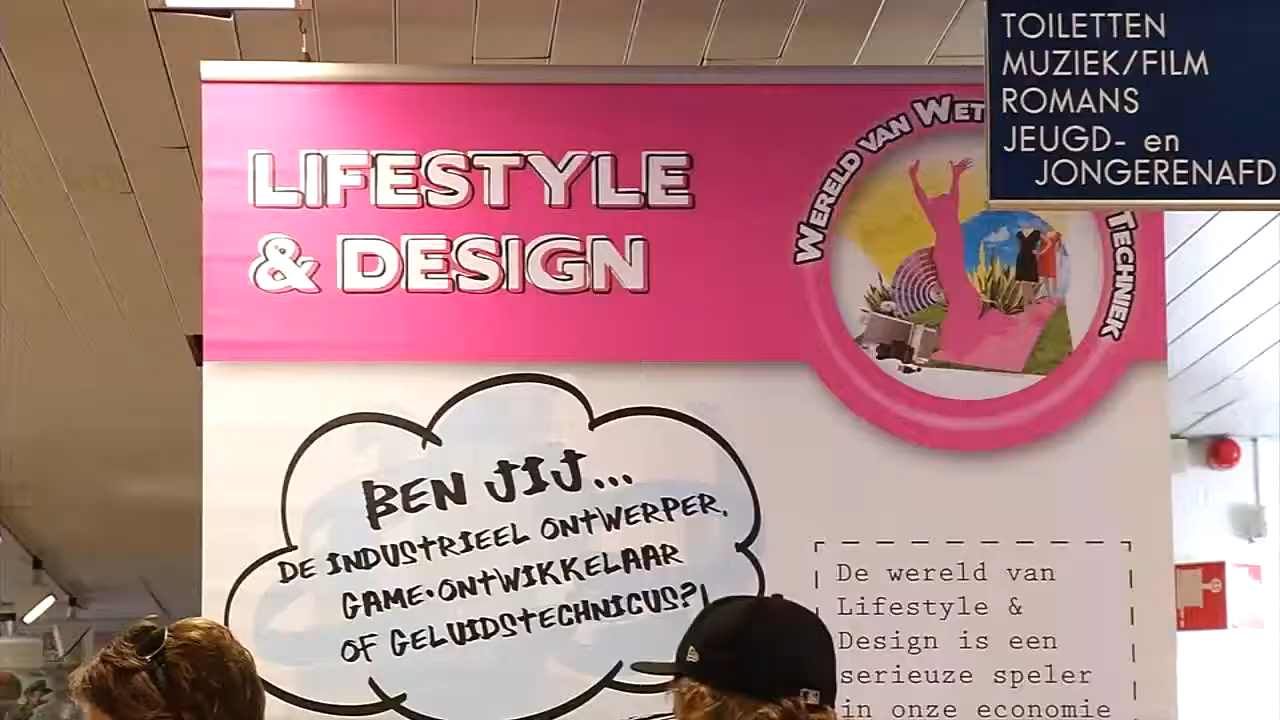 TOILETTEN
MUZIEK/FILM
ROMANS
JEUGD- en
JONGERENAFD
LIFESTYLE
& DESIGN
WERELD VAN WET
TECHNIEK
BEN JIJ...
DE INDUSTRIEEL ONTWERPER,
GAME-ONTWIKKELAAR
OF GELUIDSTECHNICUS?
De wereld van
Lifestyle &
Design is een
serieuze speler
in onze economie